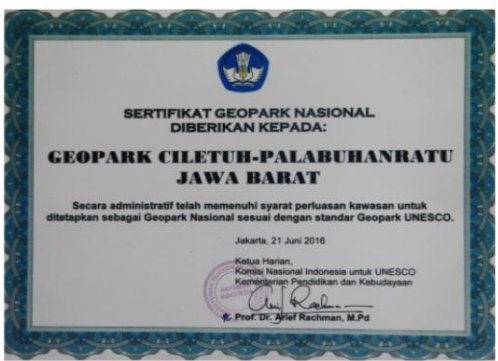 SERTIFIKAT GEOPARK NASIONAL
DIBERIKAN KEPADA:
GEOPARK CILETUH-PALABUHANRATU
JAWA BARAT
Secara administratif telah memenuhi syarat perluasan kawasan untuk
ditetapkan sebagai Geopark Nasional sesuai dengan standar Geopark UNESCO.
Jakarta, 21 Juni 2016
Ketua Harian,
Komisi Nasional Indonesia untuk UNESCO
Kementerian Pendidikan dan Kebudayaan
Prof. Dr. Arief Rachman, M.Pd